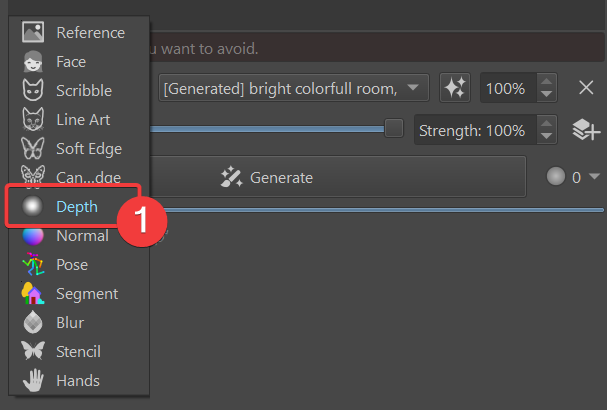 Reference
Face
Scribble
Line Art
Soft Edge
Can...dge
Depth
Normal
Pose
Segment
Blur
Stencil
Hands
1
u want to avoid.
[Generated] bright colorfull room,
100%
Strength: 100%
Generate
0